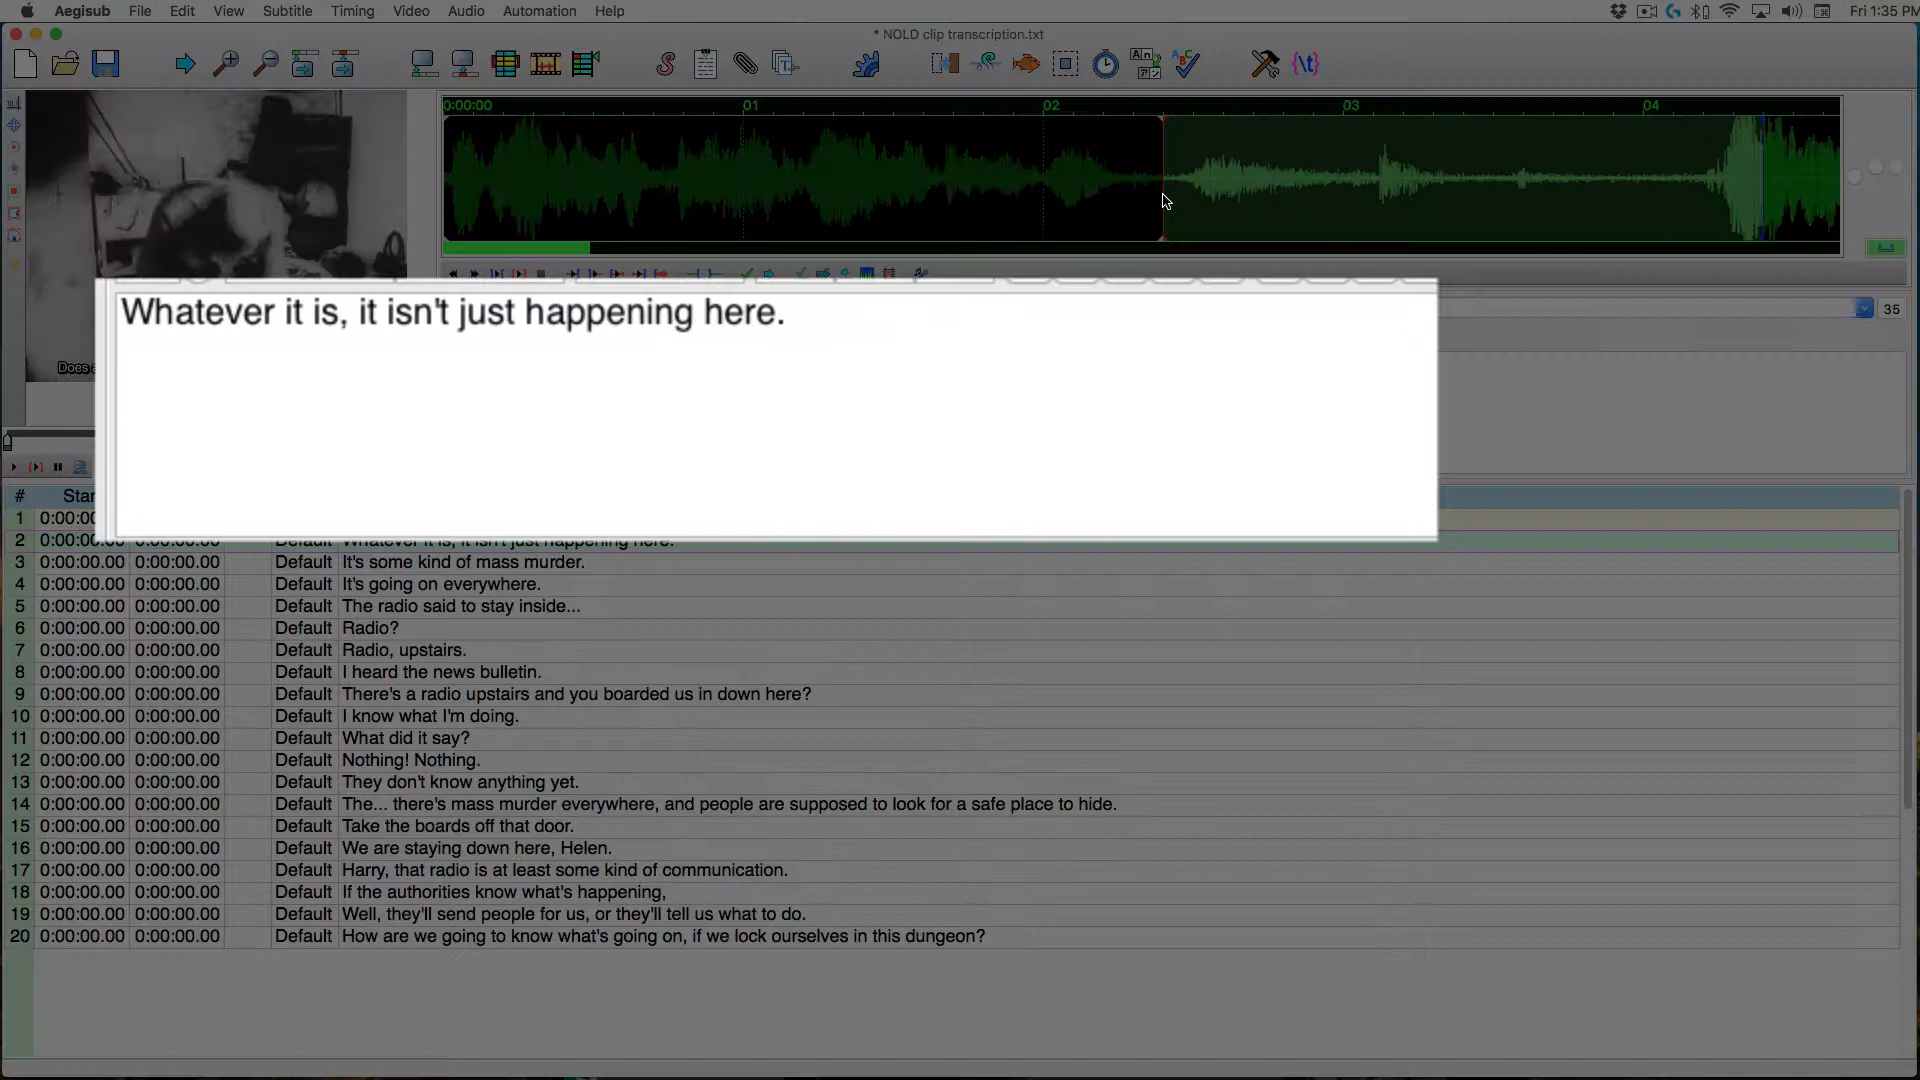 Aegisub File Edit View Subtitle Timing Video Audio Automation Help
Fri 1:35 PM
* NOLD clip transcription.txt
0:00:00 01 02 03 04
Whatever it is, it isn't just happening here.
35
Does
# Star
1 0:00:00
2 0:00:00.00 0:00:00.00 Default Whatever it is, it isn't just happening here.
3 0:00:00.00 0:00:00.00 Default It's some kind of mass murder.
4 0:00:00.00 0:00:00.00 Default It's going on everywhere.
5 0:00:00.00 0:00:00.00 Default The radio said to stay inside...
6 0:00:00.00 0:00:00.00 Default Radio?
7 0:00:00.00 0:00:00.00 Default Radio, upstairs.
8 0:00:00.00 0:00:00.00 Default I heard the news bulletin.
9 0:00:00.00 0:00:00.00 Default There's a radio upstairs and you boarded us in down here?
10 0:00:00.00 0:00:00.00 Default I know what I'm doing.
11 0:00:00.00 0:00:00.00 Default What did it say?
12 0:00:00.00 0:00:00.00 Default Nothing! Nothing.
13 0:00:00.00 0:00:00.00 Default They don't know anything yet.
14 0:00:00.00 0:00:00.00 Default The... there's mass murder everywhere, and people are supposed to look for a safe place to hide.
15 0:00:00.00 0:00:00.00 Default Take the boards off that door.
16 0:00:00.00 0:00:00.00 Default We are staying down here, Helen.
17 0:00:00.00 0:00:00.00 Default Harry, that radio is at least some kind of communication.
18 0:00:00.00 0:00:00.00 Default If the authorities know what's happening,
19 0:00:00.00 0:00:00.00 Default Well, they'll send people for us, or they'll tell us what to do.
20 0:00:00.00 0:00:00.00 Default How are we going to know what's going on, if we lock ourselves in this dungeon?